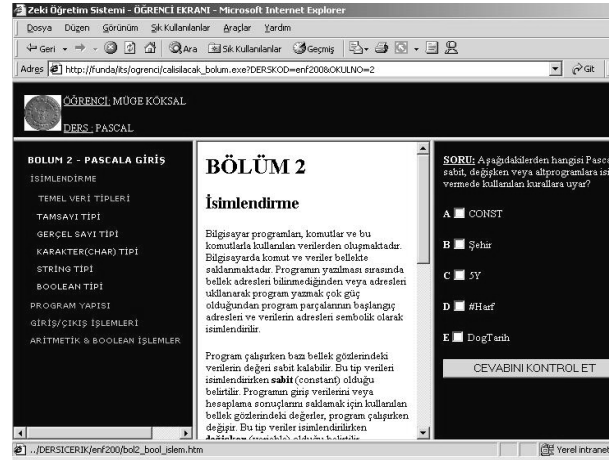 Zeki Öğretim Sistemi - ÖĞRENCİ EKRANI - Microsoft Internet Explorer
Dosya Düzen Görünüm Sık Kullanılanlar Araçlar Yardım
Geri Ara Sık Kullanılanlar Geçmiş
Adres http://funda/its/ogrenci/calisilacak_bolum.exe?DERSKOD=enf200&OKULNO=2 Git
ÖĞRENCİ: MÜGE KÖKSAL
DERS : PASCAL
BOLUM 2 - PASCALA GİRİŞ
İSİMLENDİRME
TEMEL VERİ TİPLERİ
TAMSAYI TİPİ
GERÇEL SAYI TİPİ
KARAKTER(CHAR) TİPİ
STRİNG TİPİ
BOOLEAN TİPİ
PROGRAM YAPISI
GİRİŞ/ÇIKIŞ İŞLEMLERİ
ARİTMETİK & BOOLEAN İŞLEMLER
BÖLÜM 2
İsimlendirme
Bilgisayar programları, komutlar ve bu
komutlarla kullanılan verilerden oluşmaktadır.
Bilgisayarda komut ve veriler bellekte
saklanmaktadır. Programın yazılması sırasında
bellek adresleri bilinmediğinden veya adresleri
ukllanarak program yazmak çok güç
olduğundan program parçalarının başlangıç
adresleri ve verilerin adresleri sembolik olarak
isimlendirilir.
Program çalışırken bazı bellek gözlerindeki
verilerin değeri sabit kalabilir. Bu tip verileri
isimlendirirken sabit (constant) olduğu
belirtilir. Programın giriş verilerini veya
hesaplama sonuçlarını saklamak için kullanılan
bellek gözlerindeki değerler, program çalışırken
değişir. Bu tip veriler isimlendirilirken
değişken (variable) olduğu belirtilir
SORU: Aşağıdakilerden hangisi Pasca
sabit, değişken veya altprogramlara isi
vermede kullanılan kurallara uyar?
A CONST
B Şehir
C 5Y
D #Harf
E DogTarih
CEVABINI KONTROL ET
../DERSICERIK/enf200/bol2_bool_islem.htm Yerel intranet